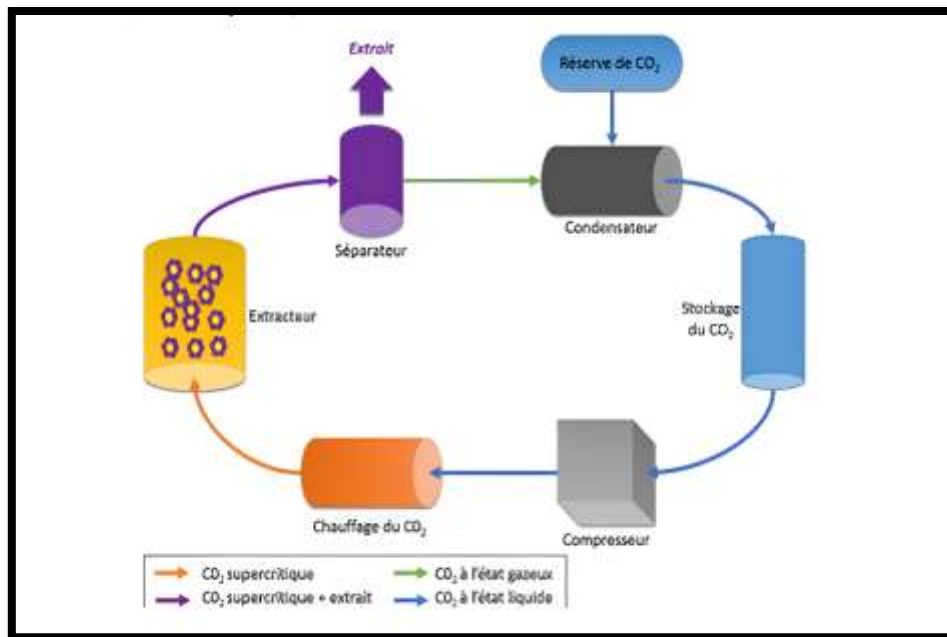 Extrait
Réserve de CO₂
Séparateur
Condensateur
Extracteur
Stockage
du CO₂
Chauffage du CO₂
Compresseur
CO₂ supercritique
CO₂ à l'état gazeux
CO₂ supercritique + extrait
CO₂ à l'état liquide